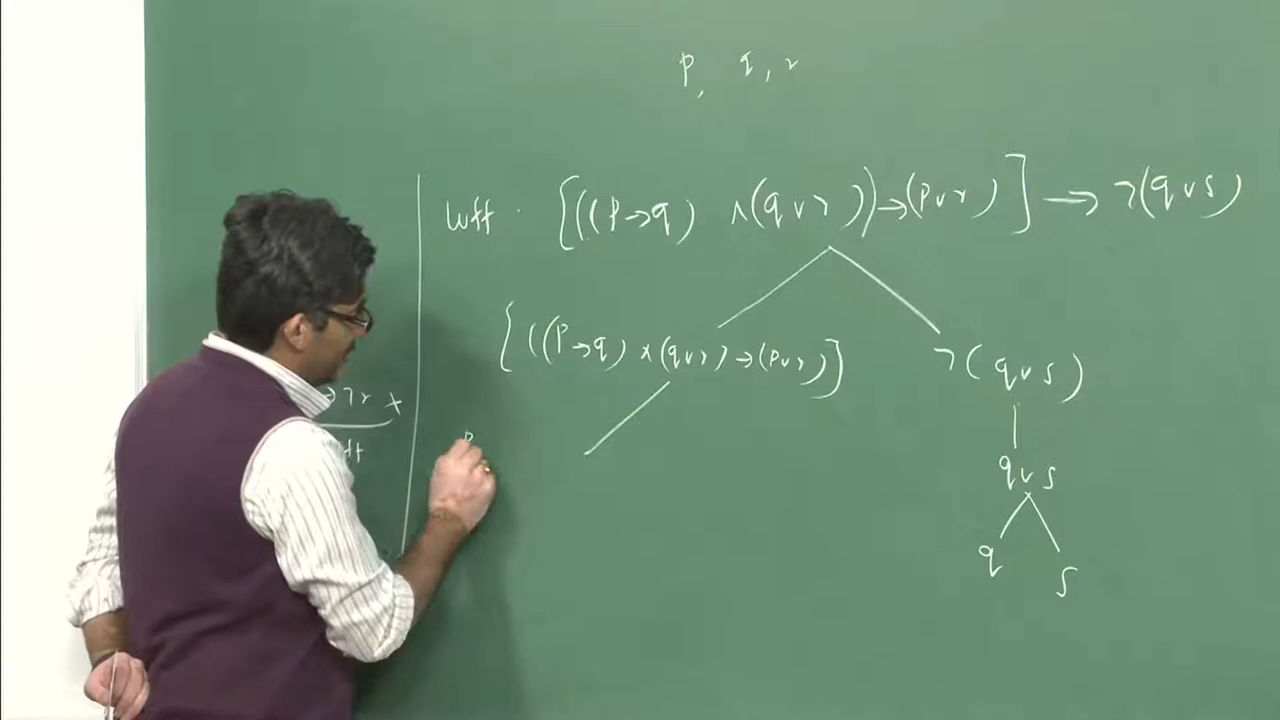 p, q, r
wff. [((p→q) ∧ (q ∨ r)) → (p ∨ r)] → ¬(q ∨ s)
[((p→q) ∧ (q ∨ r) → (p ∨ r)]
¬(q ∨ s)
→ ¬r ×
p
q ∨ s
q
s